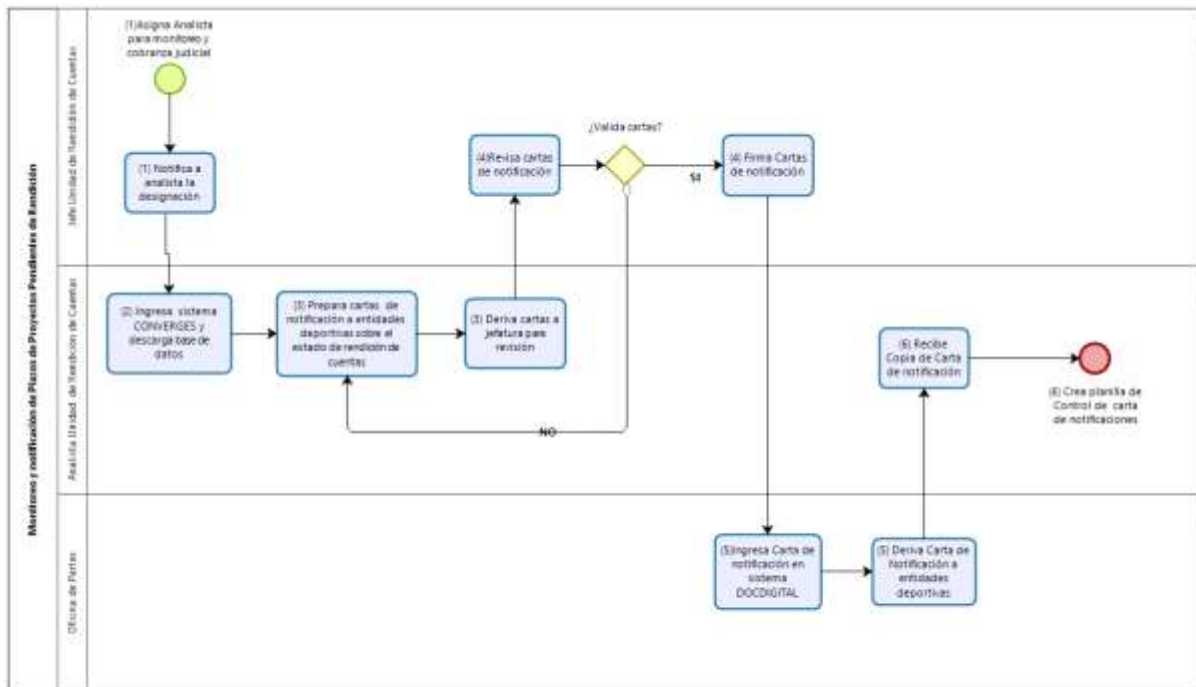 Monitoreo y notificación de Plazos de Proyectos Pendientes de Rendición
Jefe Unidad de Rendición de Cuentas
(1)Asigna Analista
para monitoreo y
cobranza judicial
(1) Notifica a
analista la
designación
(4)Revisa cartas
de notificación
¿Valida cartas?
SI
(4) Firma Cartas
de notificación
Analista Unidad de Rendición de Cuentas
(2) Ingresa sistema
CONVERGES y
descarga base de
datos
(3) Prepara cartas de
notificación a entidades
deportivas sobre el
estado de rendición de
cuentas
(3) Deriva cartas a
jefatura para
revisión
NO
(6) Recibe
Copia de Carta
de notificación
(6) Crea planilla de
Control de carta
de notificaciones
Oficina de Partes
(5)Ingresa Carta de
notificación en
sistema
DOCDIGITAL
(5) Deriva Carta de
Notificación a
entidades
deportivas